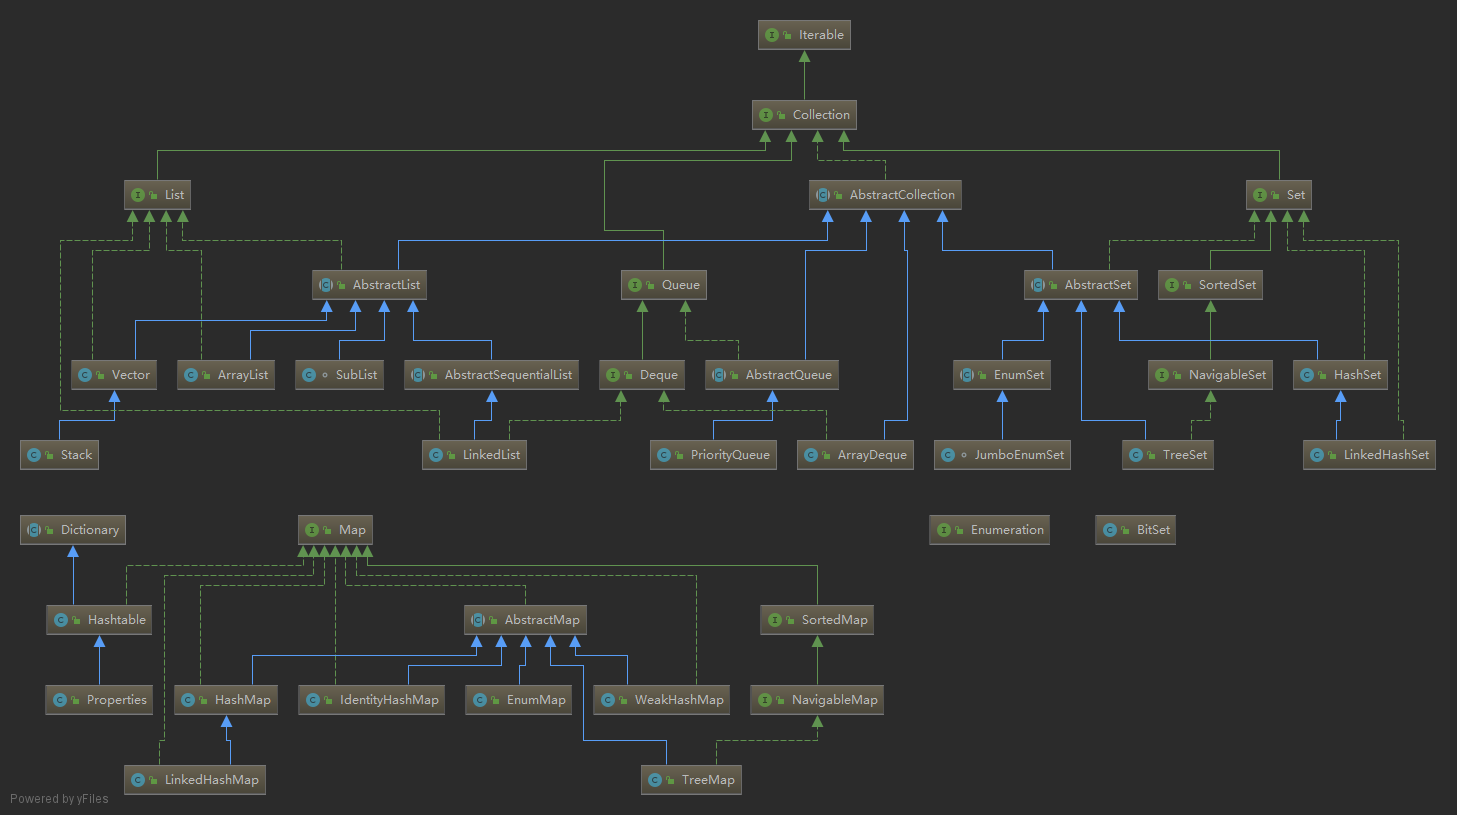 Iterable
Collection
List
AbstractCollection
Set
AbstractList
Queue
AbstractSet
SortedSet
Vector
ArrayList
SubList
AbstractSequentialList
Deque
AbstractQueue
EnumSet
NavigableSet
HashSet
Stack
LinkedList
PriorityQueue
ArrayDeque
JumboEnumSet
TreeSet
LinkedHashSet
Dictionary
Map
Enumeration
BitSet
Hashtable
AbstractMap
SortedMap
Properties
HashMap
IdentityHashMap
EnumMap
WeakHashMap
NavigableMap
LinkedHashMap
TreeMap
Powered by yFiles